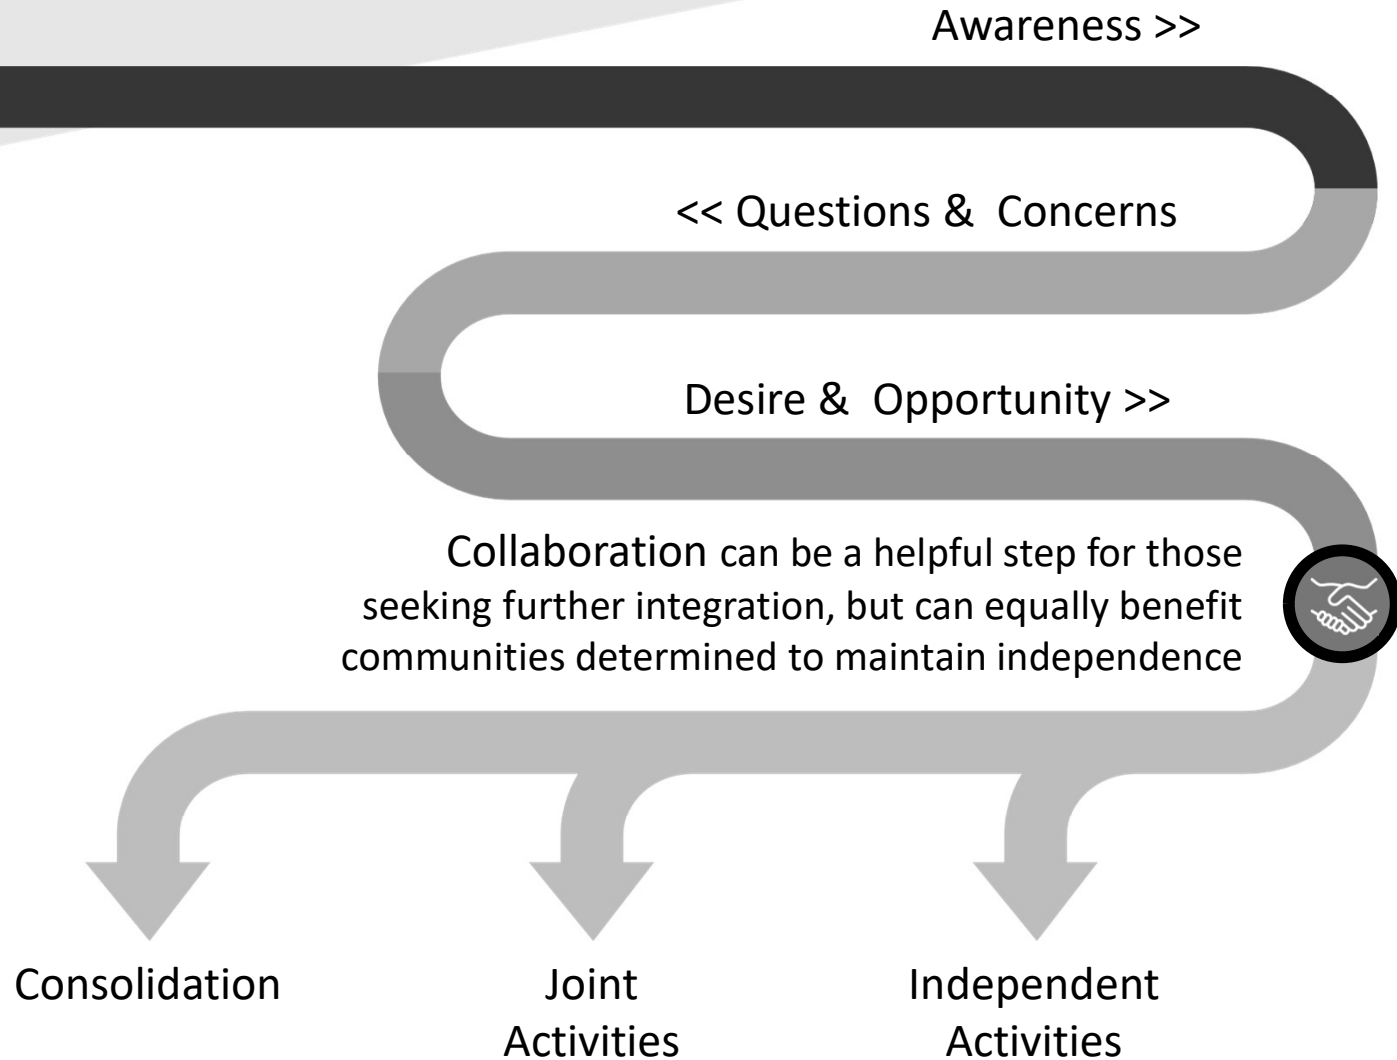 Awareness >>
<< Questions & Concerns
Desire & Opportunity >>
Collaboration can be a helpful step for those
seeking further integration, but can equally benefit
communities determined to maintain independence
Consolidation
Joint
Activities
Independent
Activities